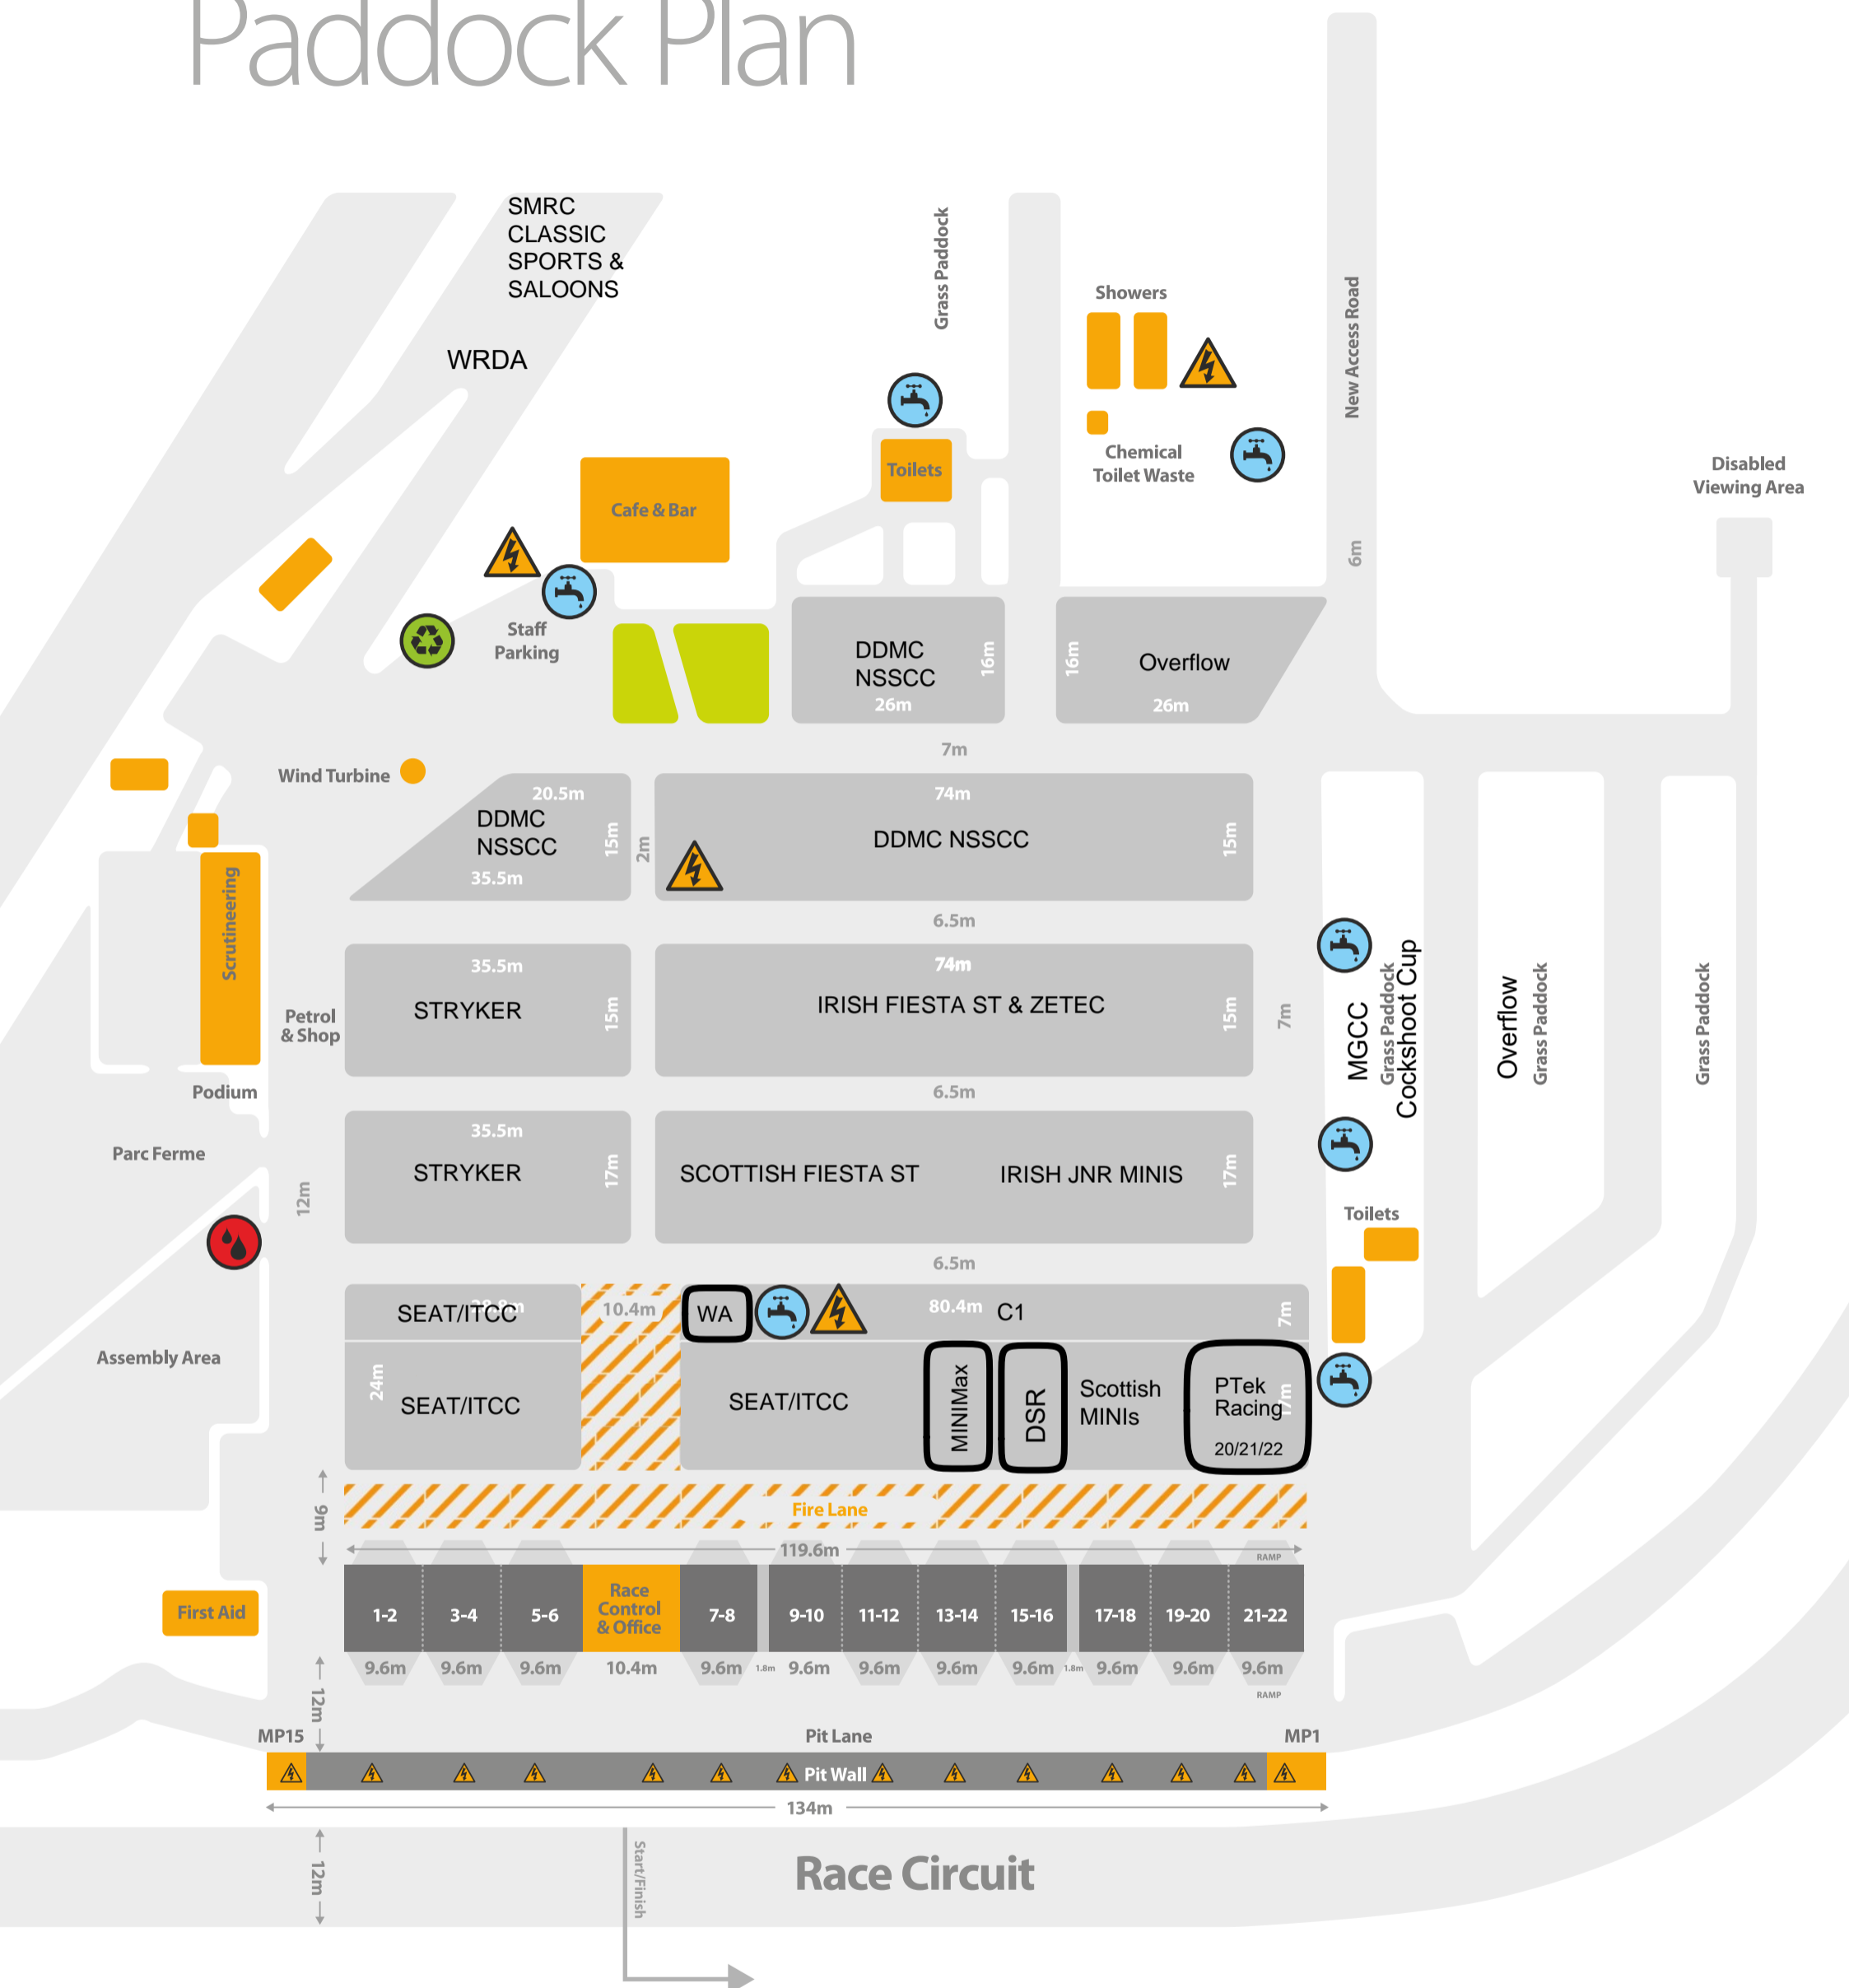 Paddock Plan
SMRC
CLASSIC
SPORTS &
SALOONS
WRDA
Grass Paddock
Showers
New Access Road
Chemical
Toilet Waste
Toilets
Cafe & Bar
Disabled
Viewing Area
6m
Staff
Parking
DDMC
NSSCC
16m
26m
16m
Overflow
26m
7m
Wind Turbine
20.5m
DDMC
NSSCC
15m
35.5m
2m
74m
DDMC NSSCC
15m
6.5m
Scrutineering
Petrol
& Shop
35.5m
STRYKER
15m
74m
IRISH FIESTA ST & ZETEC
15m
7m
MGCC
Grass Paddock
Cockshoot Cup
Overflow
Grass Paddock
Grass Paddock
6.5m
Podium
Parc Ferme
12m
35.5m
STRYKER
17m
SCOTTISH FIESTA ST
IRISH JNR MINIS
17m
Toilets
6.5m
SEAT/ITCC
10.4m
WA
80.4m
C1
7m
Assembly Area
24m
SEAT/ITCC
SEAT/ITCC
MINIMax
DSR
Scottish
MINIs
PTek
Racing
17m
20/21/22
9m
Fire Lane
119.6m
RAMP
First Aid
1-2
3-4
5-6
Race
Control
& Office
7-8
9-10
11-12
13-14
15-16
17-18
19-20
21-22
9.6m
9.6m
9.6m
10.4m
9.6m
1.8m
9.6m
9.6m
9.6m
9.6m
1.8m
9.6m
9.6m
9.6m
RAMP
12m
MP15
Pit Lane
MP1
Pit Wall
134m
12m
Start/Finish
Race Circuit